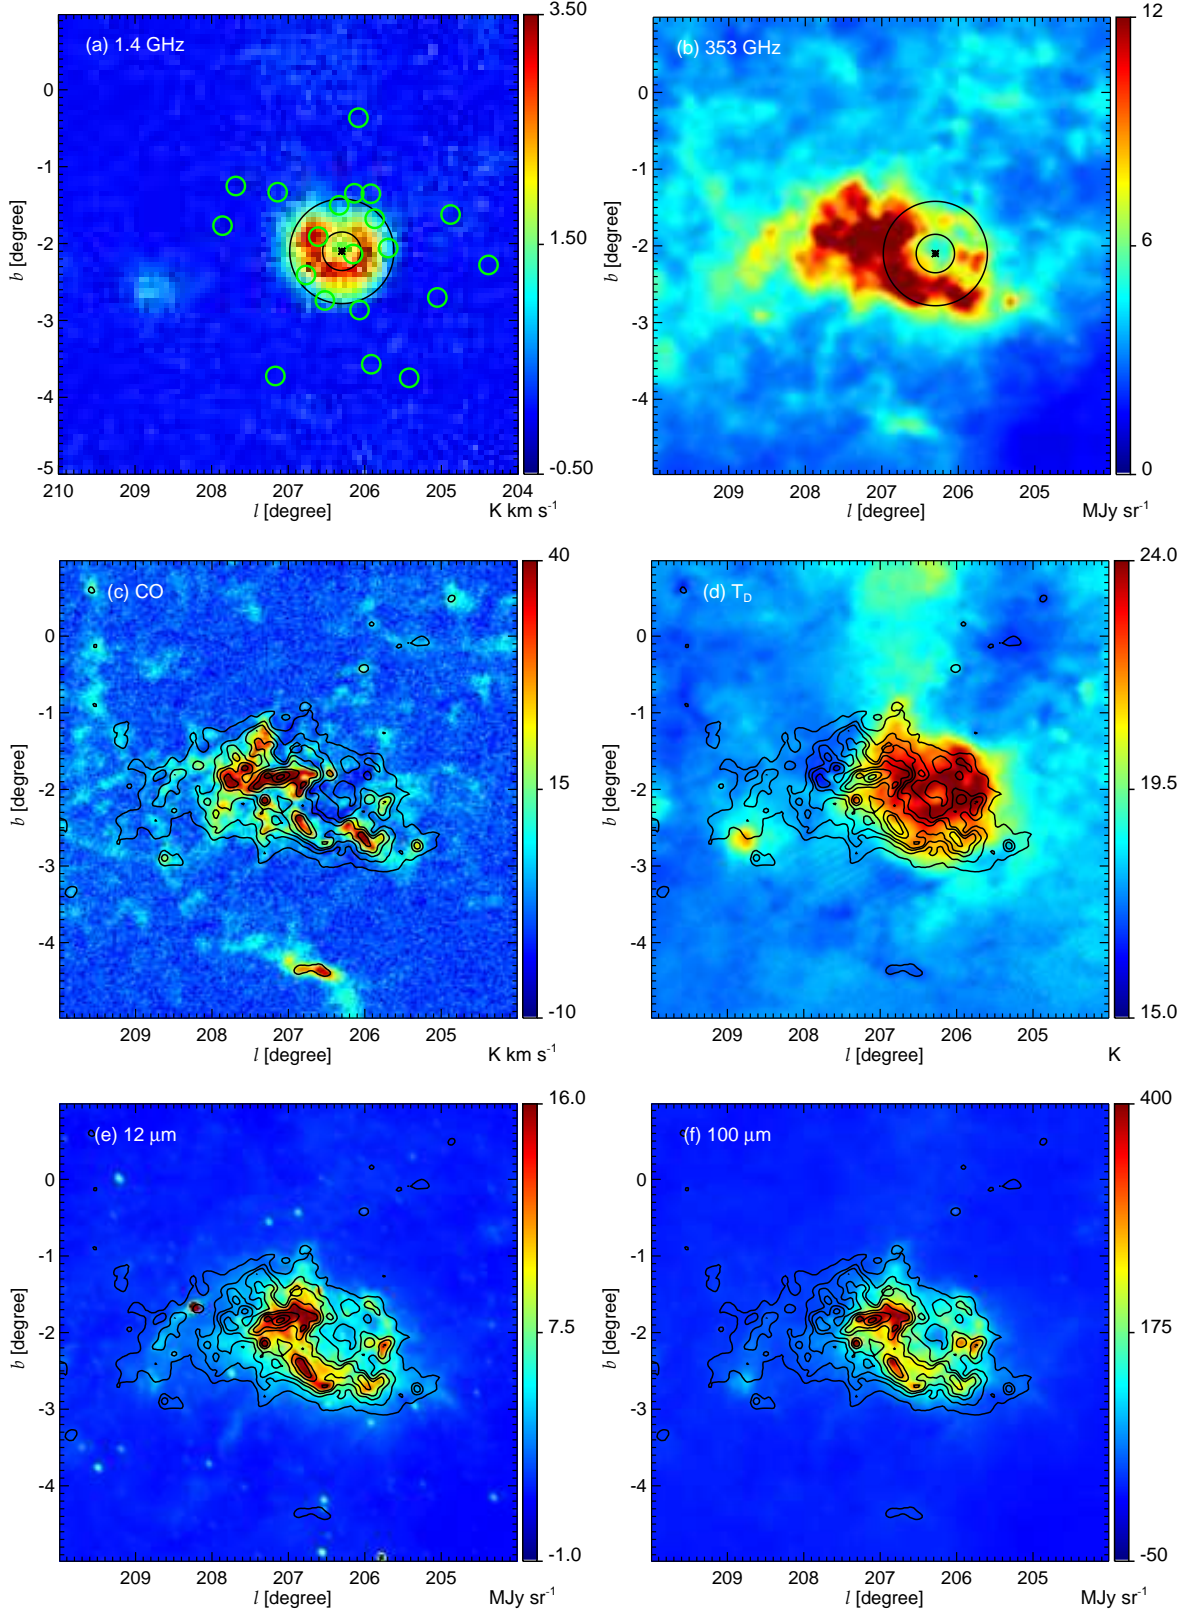 (a) 1.4 GHz
3.50
1.50
-0.50
0
-1
-2
-3
-4
-5
b [degree]
210 209 208 207 206 205 204
l [degree]
K km s⁻¹
(b) 353 GHz
12
6
0
0
-1
-2
-3
-4
b [degree]
209 208 207 206 205
l [degree]
MJy sr⁻¹
(c) CO
40
15
-10
0
-1
-2
-3
-4
b [degree]
209 208 207 206 205
l [degree]
K km s⁻¹
(d) T_D
24.0
19.5
15.0
0
-1
-2
-3
-4
b [degree]
209 208 207 206 205
l [degree]
K
(e) 12 μm
16.0
7.5
-1.0
0
-1
-2
-3
-4
b [degree]
209 208 207 206 205
l [degree]
MJy sr⁻¹
(f) 100 μm
400
175
-50
0
-1
-2
-3
-4
b [degree]
209 208 207 206 205
l [degree]
MJy sr⁻¹